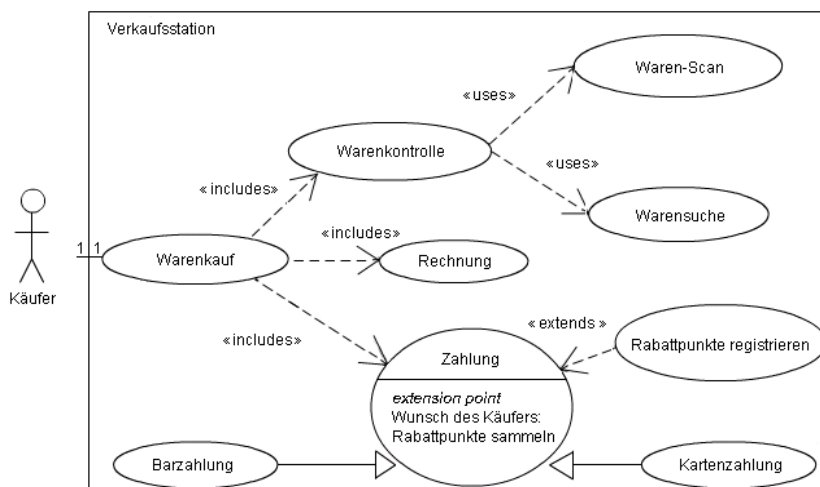 Verkaufsstation
Waren-Scan
«uses»
Warenkontrolle
«uses»
«includes»
Warensuche
«includes»
1 1
Warenkauf
Rechnung
Käufer
«includes»
« extends »
Zahlung
Rabattpunkte registrieren
extension point
Wunsch des Käufers:
Rabattpunkte sammeln
Barzahlung
Kartenzahlung